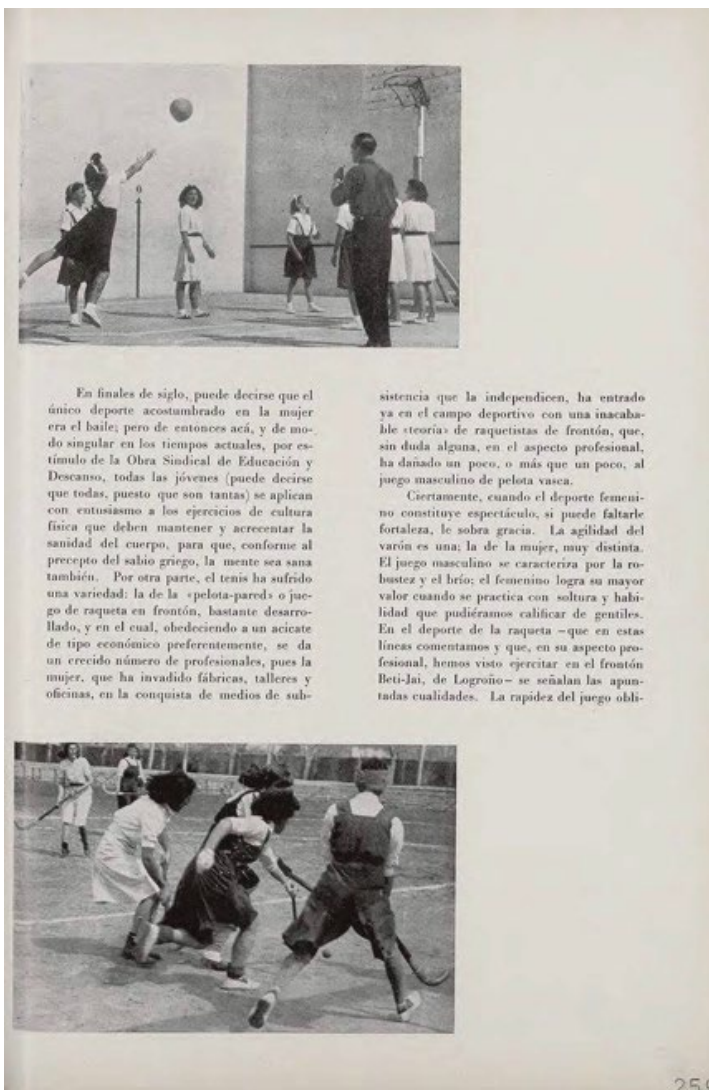 En finales de siglo, puede decirse que el
único deporte acostumbrado en la mujer
era el baile; pero de entonces acá, y de mo-
do singular en los tiempos actuales, por es-
tímulo de la Obra Sindical de Educación y
Descanso, todas las jóvenes (puede decirse
que todas, puesto que son tantas) se aplican
con entusiasmo a los ejercicios de cultura
física que deben mantener y acrecentar la
sanidad del cuerpo, para que, conforme al
precepto del sabio griego, la mente sea sana
también. Por otra parte, el tenis ha sufrido
una variedad: la de la «pelota-pared» o jue-
go de raqueta en frontón, bastante desarro-
llado, y en el cual, obedeciendo a un acicate
de tipo económico preferentemente, se da
un crecido número de profesionales, pues la
mujer, que ha invadido fábricas, talleres y
oficinas, en la conquista de medios de sub-
sistencia que la independicen, ha entrado
ya en el campo deportivo con una inacaba-
ble «teoría» de raquetistas de frontón, que,
sin duda alguna, en el aspecto profesional,
ha dañado un poco, o más que un poco, al
juego masculino de pelota vasca.
Ciertamente, cuando el deporte femeni-
no constituye espectáculo, si puede faltarle
fortaleza, le sobra gracia. La agilidad del
varón es una; la de la mujer, muy distinta.
El juego masculino se caracteriza por la ro-
bustez y el brío; el femenino logra su mayor
valor cuando se practica con soltura y habi-
lidad que pudiéramos calificar de gentiles.
En el deporte de la raqueta —que en estas
líneas comentamos y que, en su aspecto pro-
fesional, hemos visto ejercitar en el frontón
Beti-Jai, de Logroño— se señalan las apun-
tadas cualidades. La rapidez del juego obli-